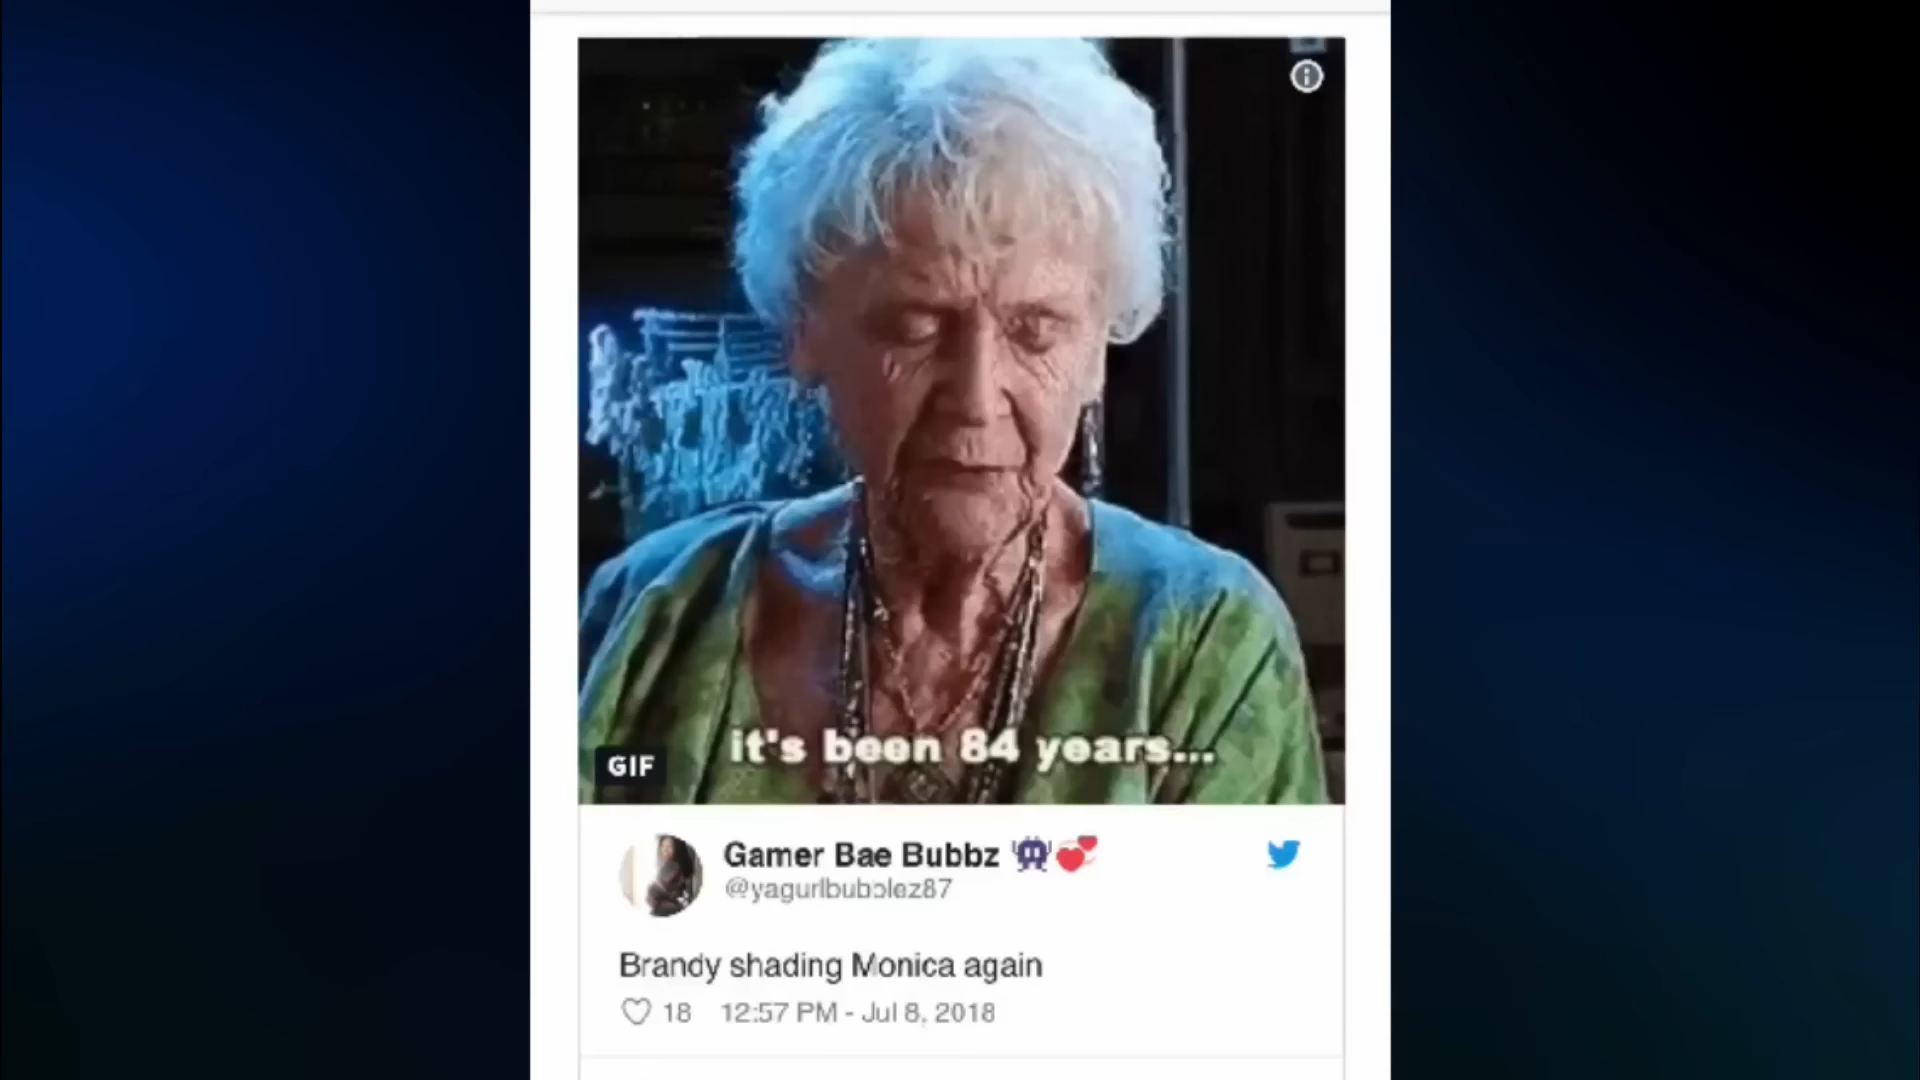 it's been 84 years...
GIF
Gamer Bae Bubbz 👾💞
@yagurlbubblez87
Brandy shading Monica again
18 12:57 PM - Jul 8, 2018